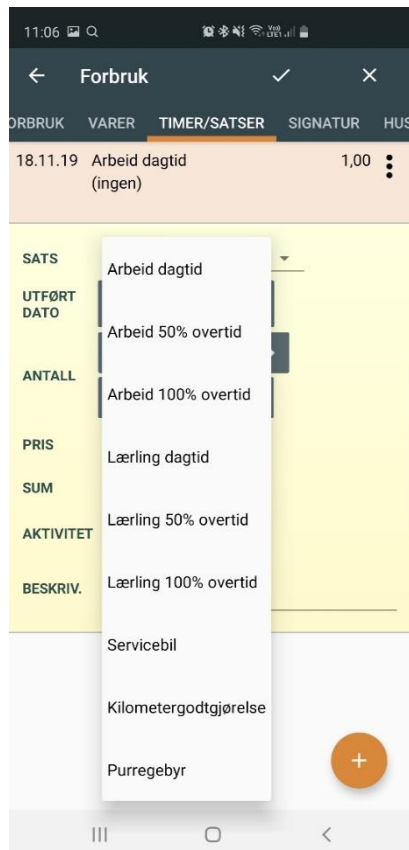 11:06
Forbruk
ORBRUK VARER TIMER/SATSER SIGNATUR HUS
18.11.19 Arbeid dagtid 1,00
(ingen)
SATS
UTFØRT
DATO
ANTALL
PRIS
SUM
AKTIVITET
BESKRIV.
Arbeid dagtid
Arbeid 50% overtid
Arbeid 100% overtid
Lærling dagtid
Lærling 50% overtid
Lærling 100% overtid
Servicebil
Kilometergodtgjørelse
Purregebyr